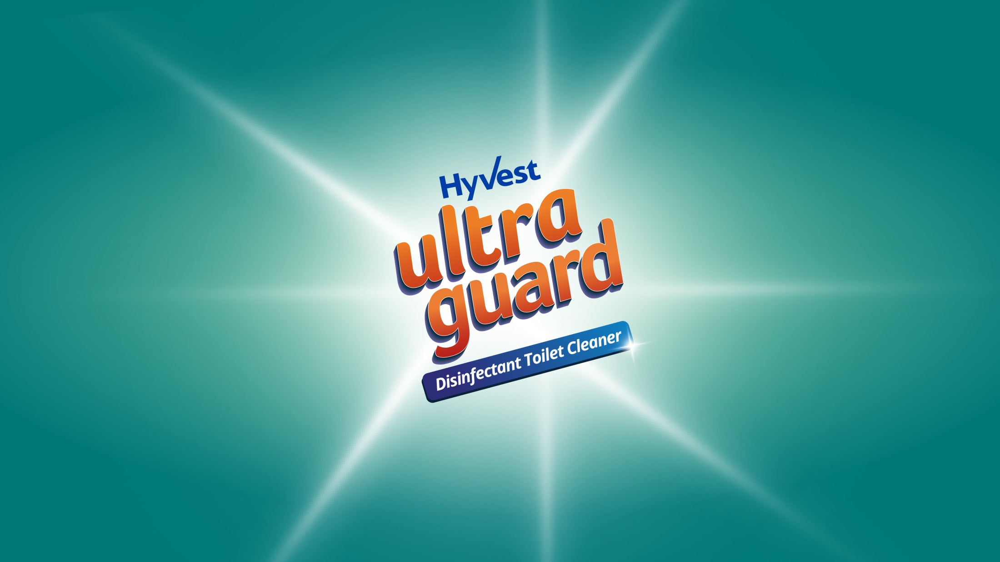 Hyvest
ultra
guard
Disinfectant Toilet Cleaner